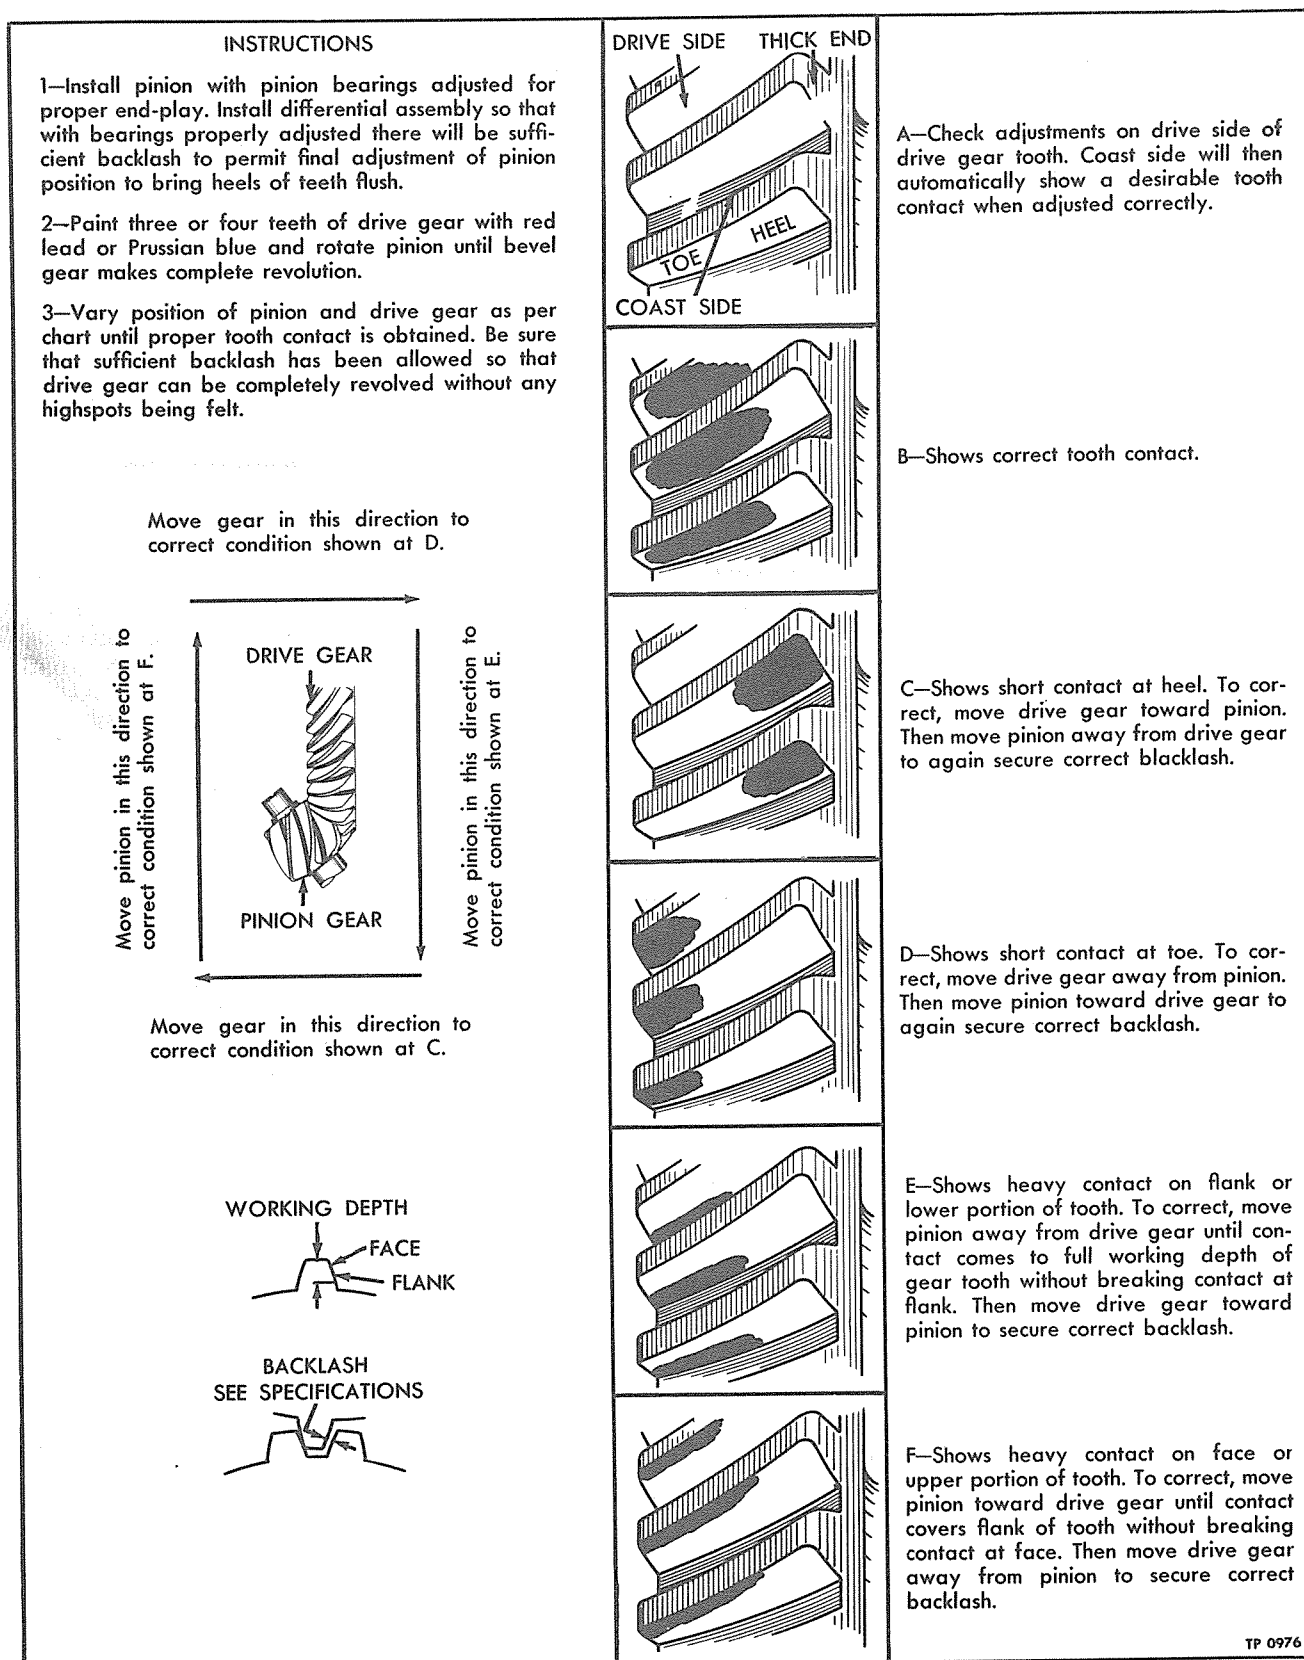 INSTRUCTIONS
1—Install pinion with pinion bearings adjusted for
proper end-play. Install differential assembly so that
with bearings properly adjusted there will be suffi-
cient backlash to permit final adjustment of pinion
position to bring heels of teeth flush.
2—Paint three or four teeth of drive gear with red
lead or Prussian blue and rotate pinion until bevel
gear makes complete revolution.
3—Vary position of pinion and drive gear as per
chart until proper tooth contact is obtained. Be sure
that sufficient backlash has been allowed so that
drive gear can be completely revolved without any
highspots being felt.
Move gear in this direction to
correct condition shown at D.
Move pinion in this direction to
correct condition shown at F.
DRIVE GEAR
PINION GEAR
Move pinion in this direction to
correct condition shown at E.
Move gear in this direction to
correct condition shown at C.
WORKING DEPTH
FACE
FLANK
BACKLASH
SEE SPECIFICATIONS
DRIVE SIDE THICK END
HEEL
TOE
COAST SIDE
A—Check adjustments on drive side of
drive gear tooth. Coast side will then
automatically show a desirable tooth
contact when adjusted correctly.
B—Shows correct tooth contact.
C—Shows short contact at heel. To cor-
rect, move drive gear toward pinion.
Then move pinion away from drive gear
to again secure correct blacklash.
D—Shows short contact at toe. To cor-
rect, move drive gear away from pinion.
Then move pinion toward drive gear to
again secure correct backlash.
E—Shows heavy contact on flank or
lower portion of tooth. To correct, move
pinion away from drive gear until con-
tact comes to full working depth of
gear tooth without breaking contact at
flank. Then move drive gear toward
pinion to secure correct backlash.
F—Shows heavy contact on face or
upper portion of tooth. To correct, move
pinion toward drive gear until contact
covers flank of tooth without breaking
contact at face. Then move drive gear
away from pinion to secure correct
backlash.
TP 0976